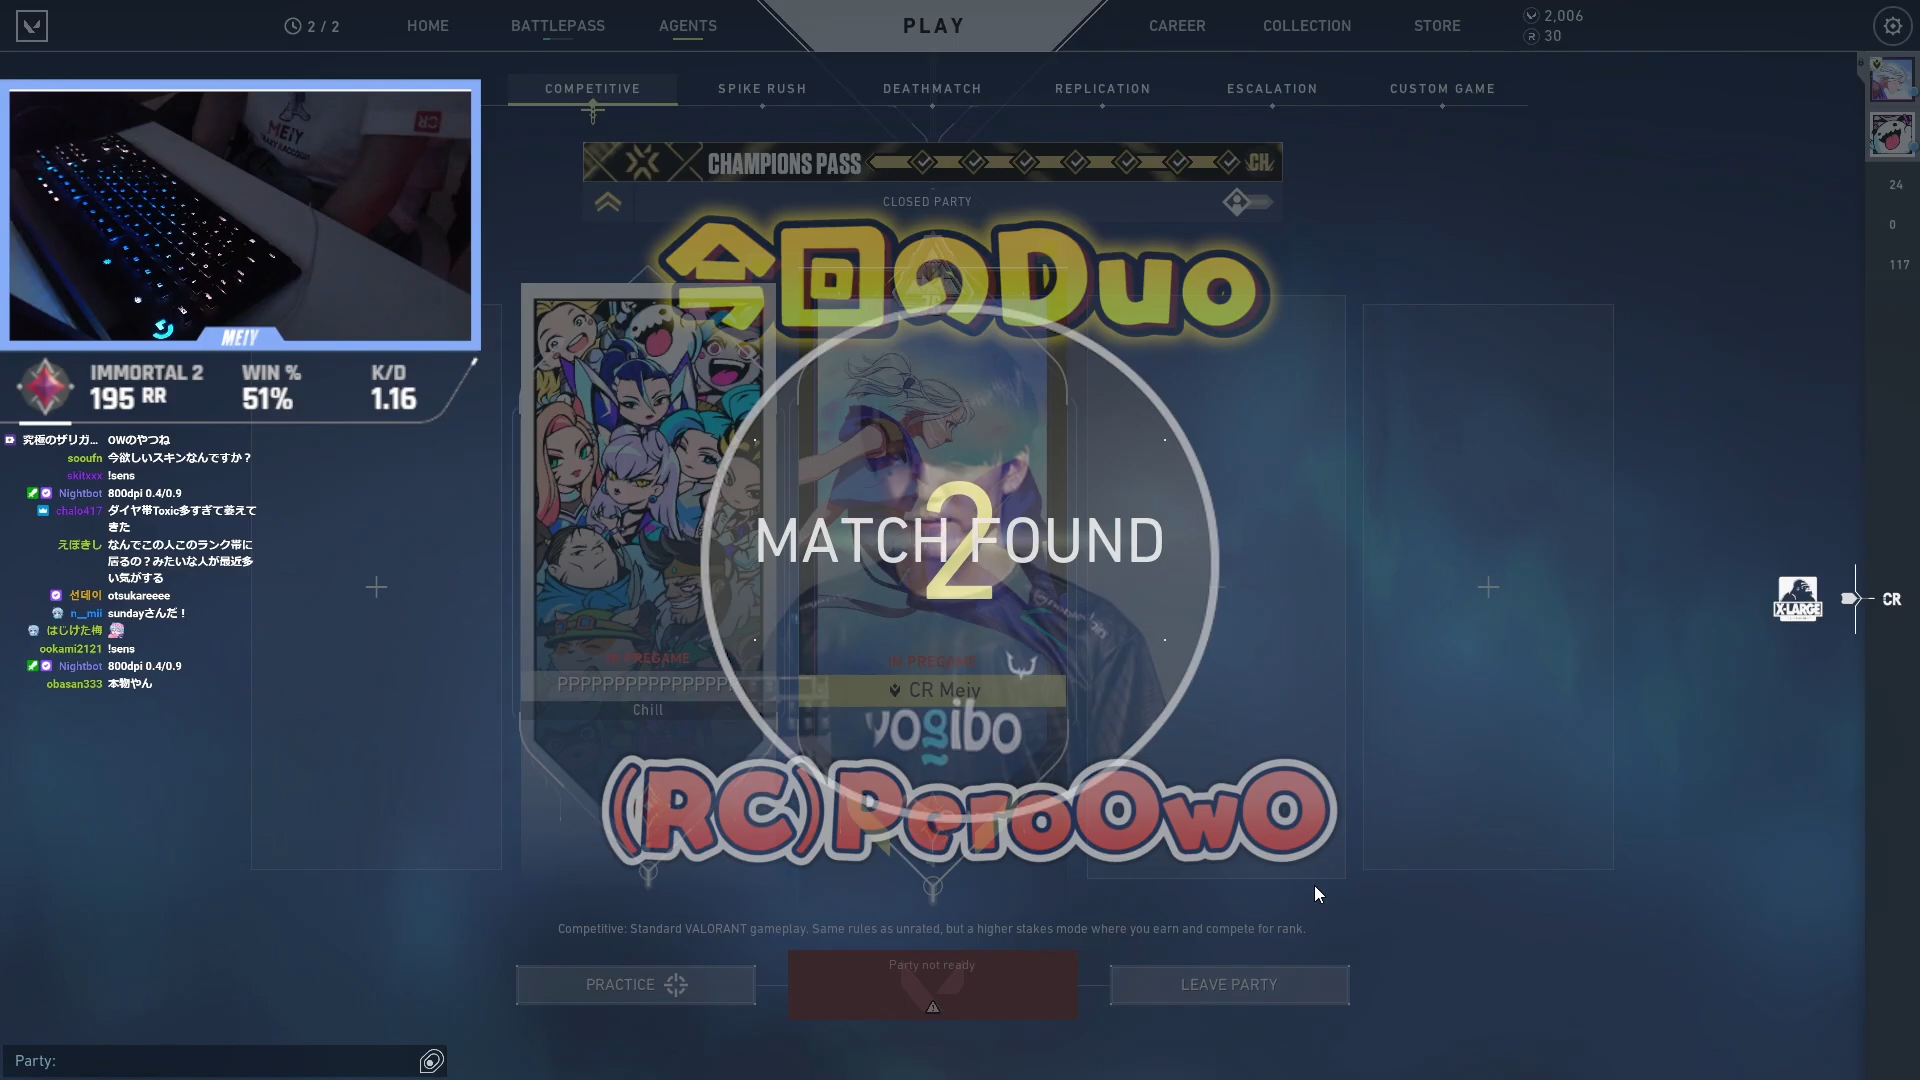 2 / 2
HOME
BATTLEPASS
AGENTS
PLAY
CAREER
COLLECTION
STORE
2,006
R 30
COMPETITIVE
SPIKE RUSH
DEATHMATCH
REPLICATION
ESCALATION
CUSTOM GAME
CHAMPIONS PASS
CH
CLOSED PARTY
24
0
117
MEIY
CR
MEIY
IMMORTAL 2
195 RR
WIN %
51%
K/D
1.16
今回のDuo
究極のザリガ... OWのやつね
sooufn 今欲しいスキンなんですか？
skitxxx !sens
Nightbot 800dpi 0.4/0.9
chalo417 ダイヤ帯Toxic多すぎて萎えて
きた
えぽきし なんでこの人このランク帯に
居るの？みたいな人が最近多
い気がする
선데이 otsukareeee
n__mii sundayさんだ！
はじけた梅
ookami2121 !sens
Nightbot 800dpi 0.4/0.9
obasan333 本物やん
MATCH FOUND
2
IN PREGAME
PPPPPPPPPPPPPPP
Chill
IN PREGAME
CR Meiy
yogibo
(RC)PeroOwO
X-LARGE
CR
Competitive: Standard VALORANT gameplay. Same rules as unrated, but a higher stakes mode where you earn and compete for rank.
PRACTICE
Party not ready
LEAVE PARTY
Party: